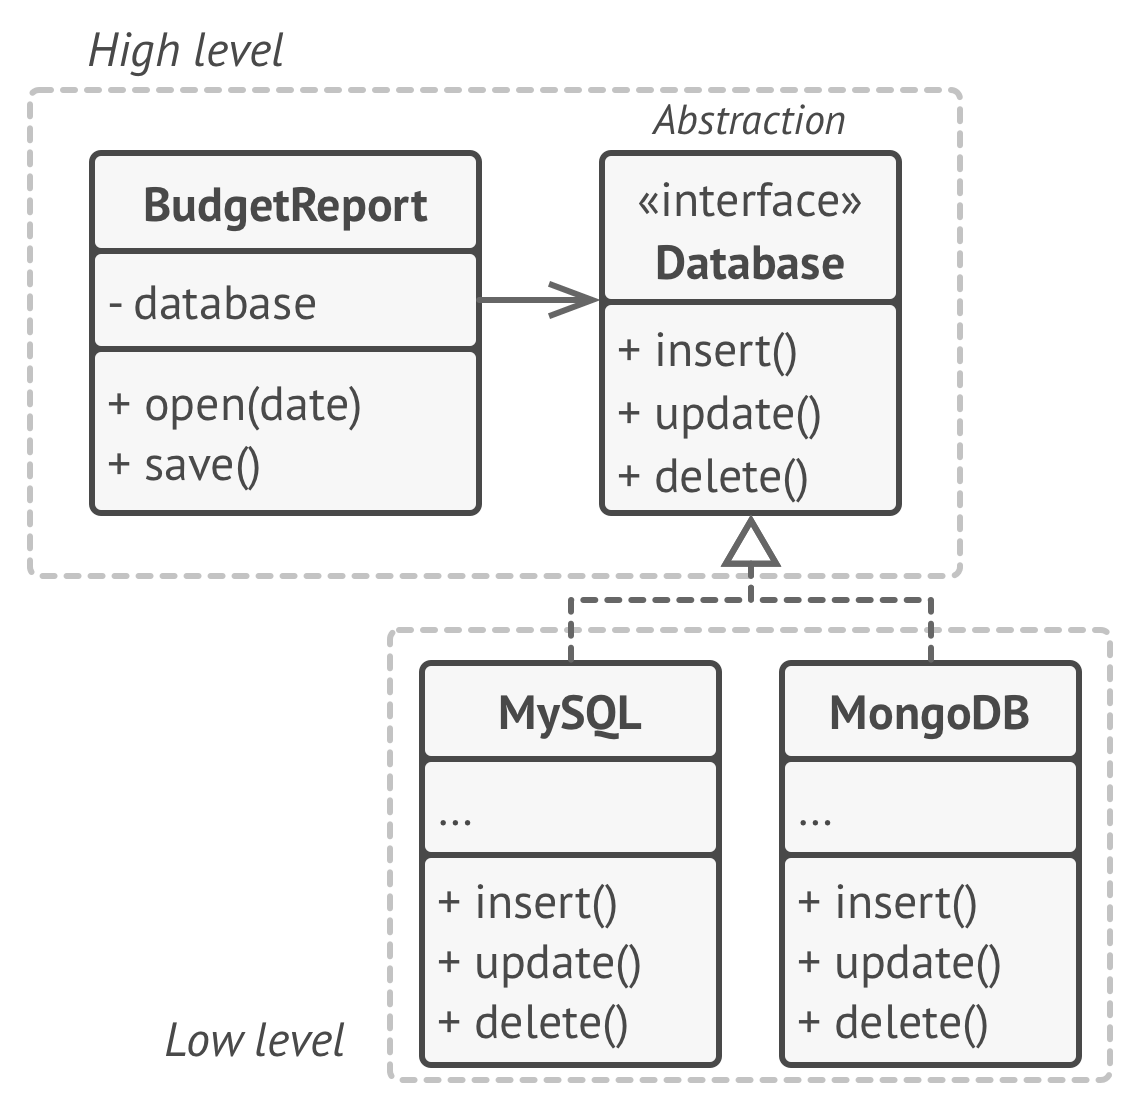 High level
Abstraction
BudgetReport
- database
+ open(date)
+ save()
«interface»
Database
+ insert()
+ update()
+ delete()
MySQL
...
+ insert()
+ update()
+ delete()
MongoDB
...
+ insert()
+ update()
+ delete()
Low level